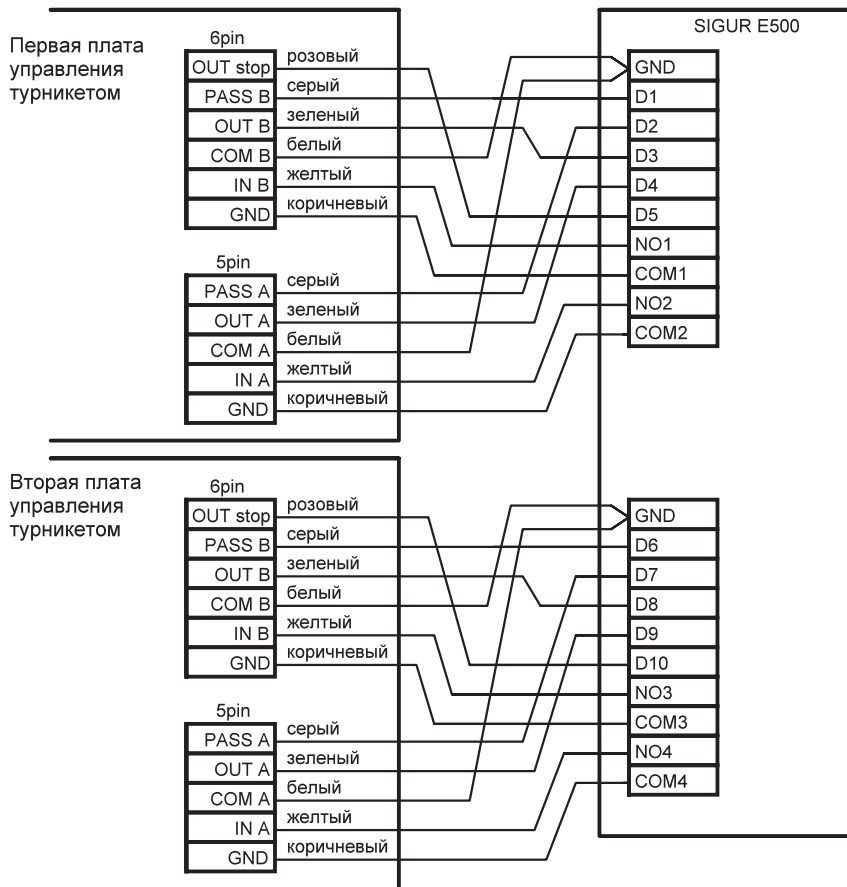 Первая плата
управления
турникетом
6pin
OUT stop
PASS B
OUT B
COM B
IN B
GND
розовый
серый
зеленый
белый
желтый
коричневый
5pin
PASS A
OUT A
COM A
IN A
GND
серый
зеленый
белый
желтый
коричневый
SIGUR E500
GND
D1
D2
D3
D4
D5
NO1
COM1
NO2
COM2
Вторая плата
управления
турникетом
6pin
OUT stop
PASS B
OUT B
COM B
IN B
GND
розовый
серый
зеленый
белый
желтый
коричневый
5pin
PASS A
OUT A
COM A
IN A
GND
серый
зеленый
белый
желтый
коричневый
GND
D6
D7
D8
D9
D10
NO3
COM3
NO4
COM4